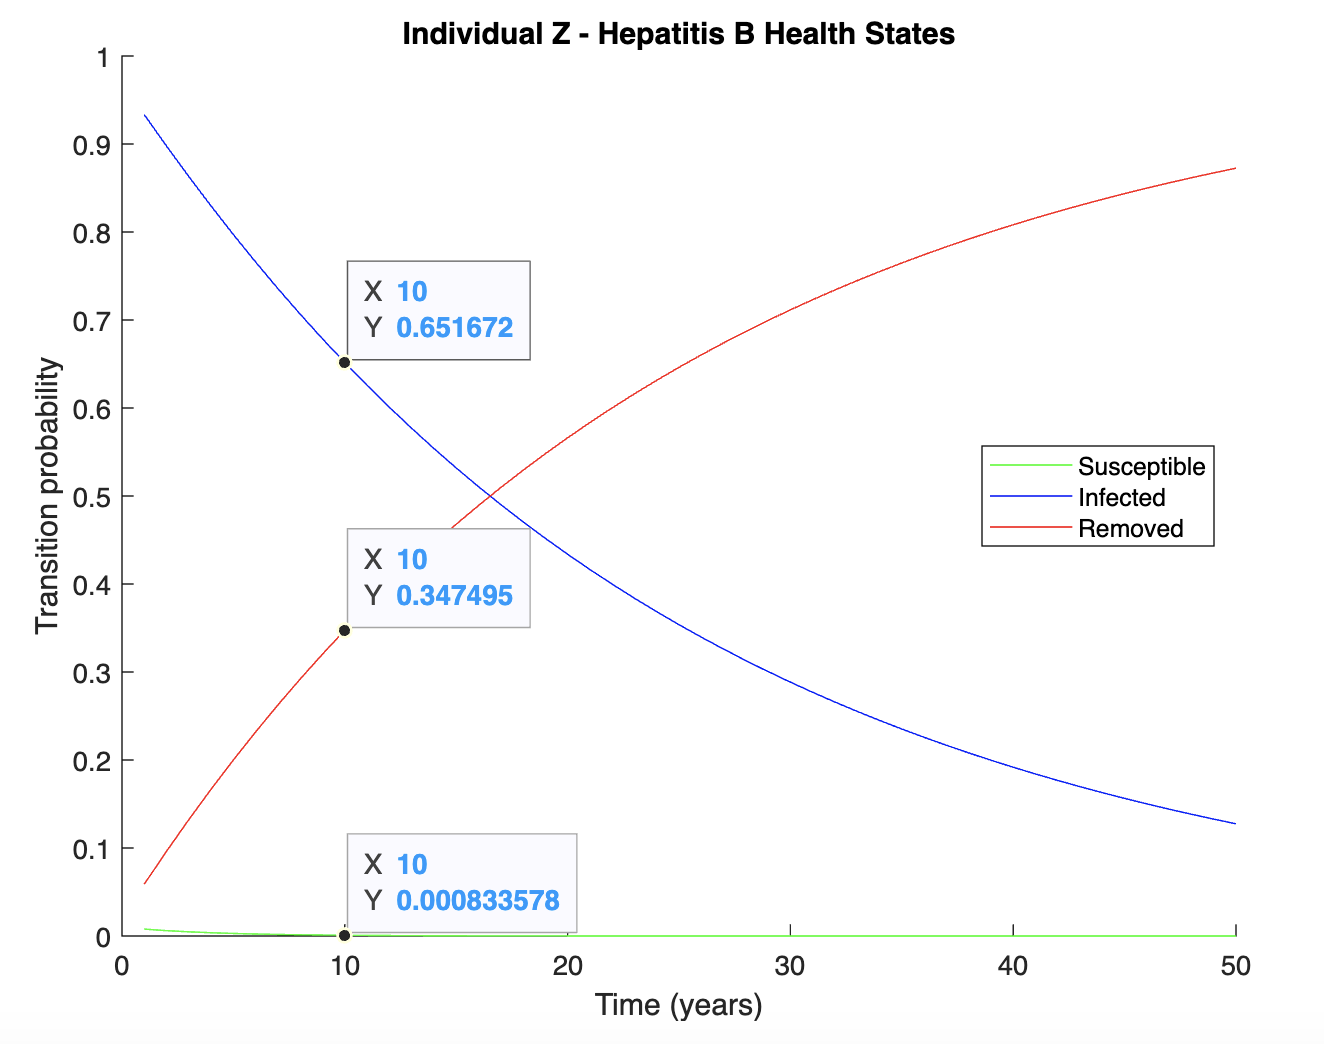 Individual Z - Hepatitis B Health States
1
0.9
0.8
0.7
0.6
0.5
0.4
0.3
0.2
0.1
0
Transition probability
X 10
Y 0.651672
X 10
Y 0.347495
X 10
Y 0.000833578
Susceptible
Infected
Removed
0 10 20 30 40 50
Time (years)